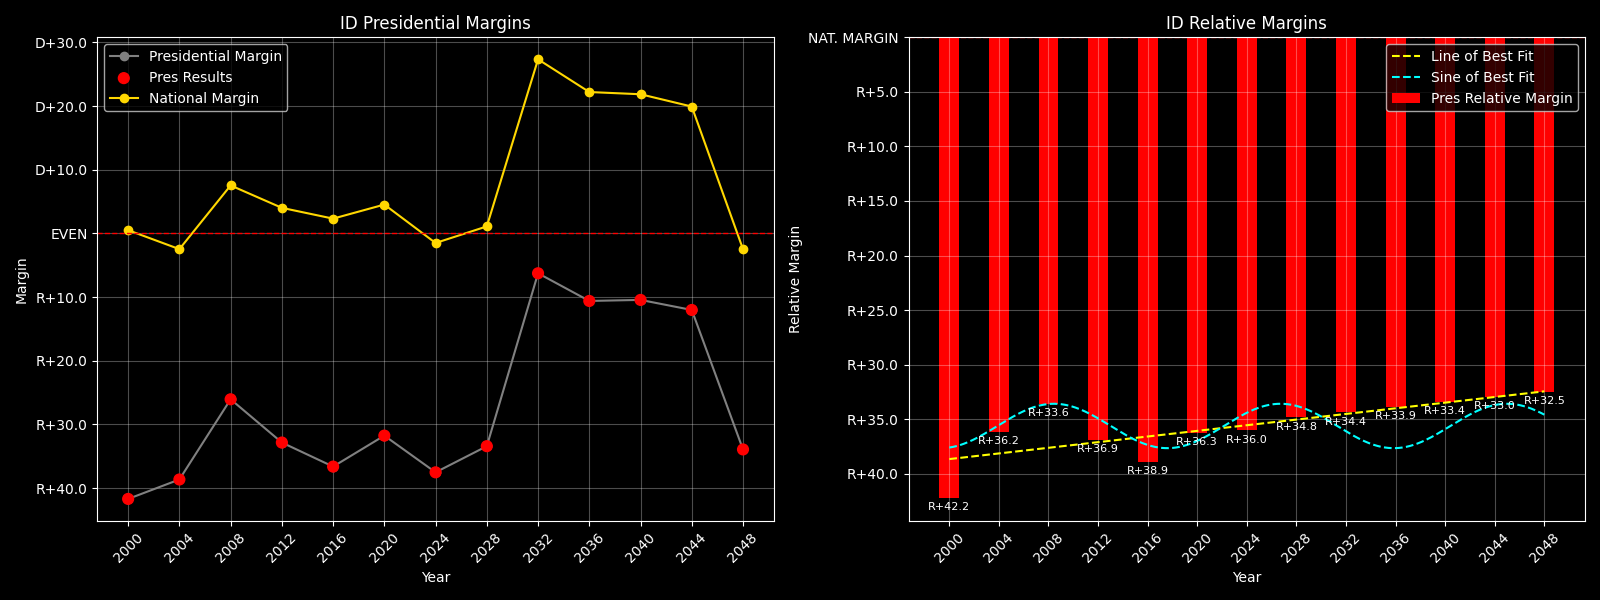 ID Presidential Margins
D+30.0
D+20.0
D+10.0
EVEN
R+10.0
R+20.0
R+30.0
R+40.0
Margin
Presidential Margin
Pres Results
National Margin
2000
2004
2008
2012
2016
2020
2024
2028
2032
2036
2040
2044
2048
Year
ID Relative Margins
NAT. MARGIN
R+5.0
R+10.0
R+15.0
R+20.0
R+25.0
R+30.0
R+35.0
R+40.0
Relative Margin
Line of Best Fit
Sine of Best Fit
Pres Relative Margin
R+42.2
R+36.2
R+33.6
R+36.9
R+38.9
R+36.3
R+36.0
R+34.8
R+34.4
R+33.9
R+33.4
R+33.0
R+32.5
2000
2004
2008
2012
2016
2020
2024
2028
2032
2036
2040
2044
2048
Year